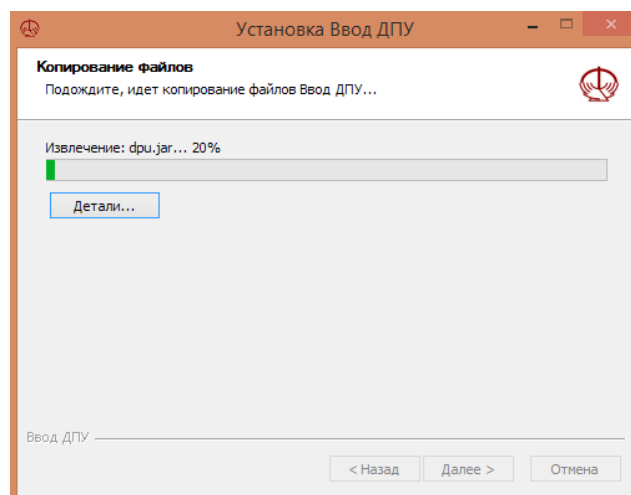 Установка Ввод ДПУ
Копирование файлов
Подождите, идет копирование файлов Ввод ДПУ...
Извлечение: dpu.jar... 20%
Детали...
Ввод ДПУ
< Назад
Далее >
Отмена